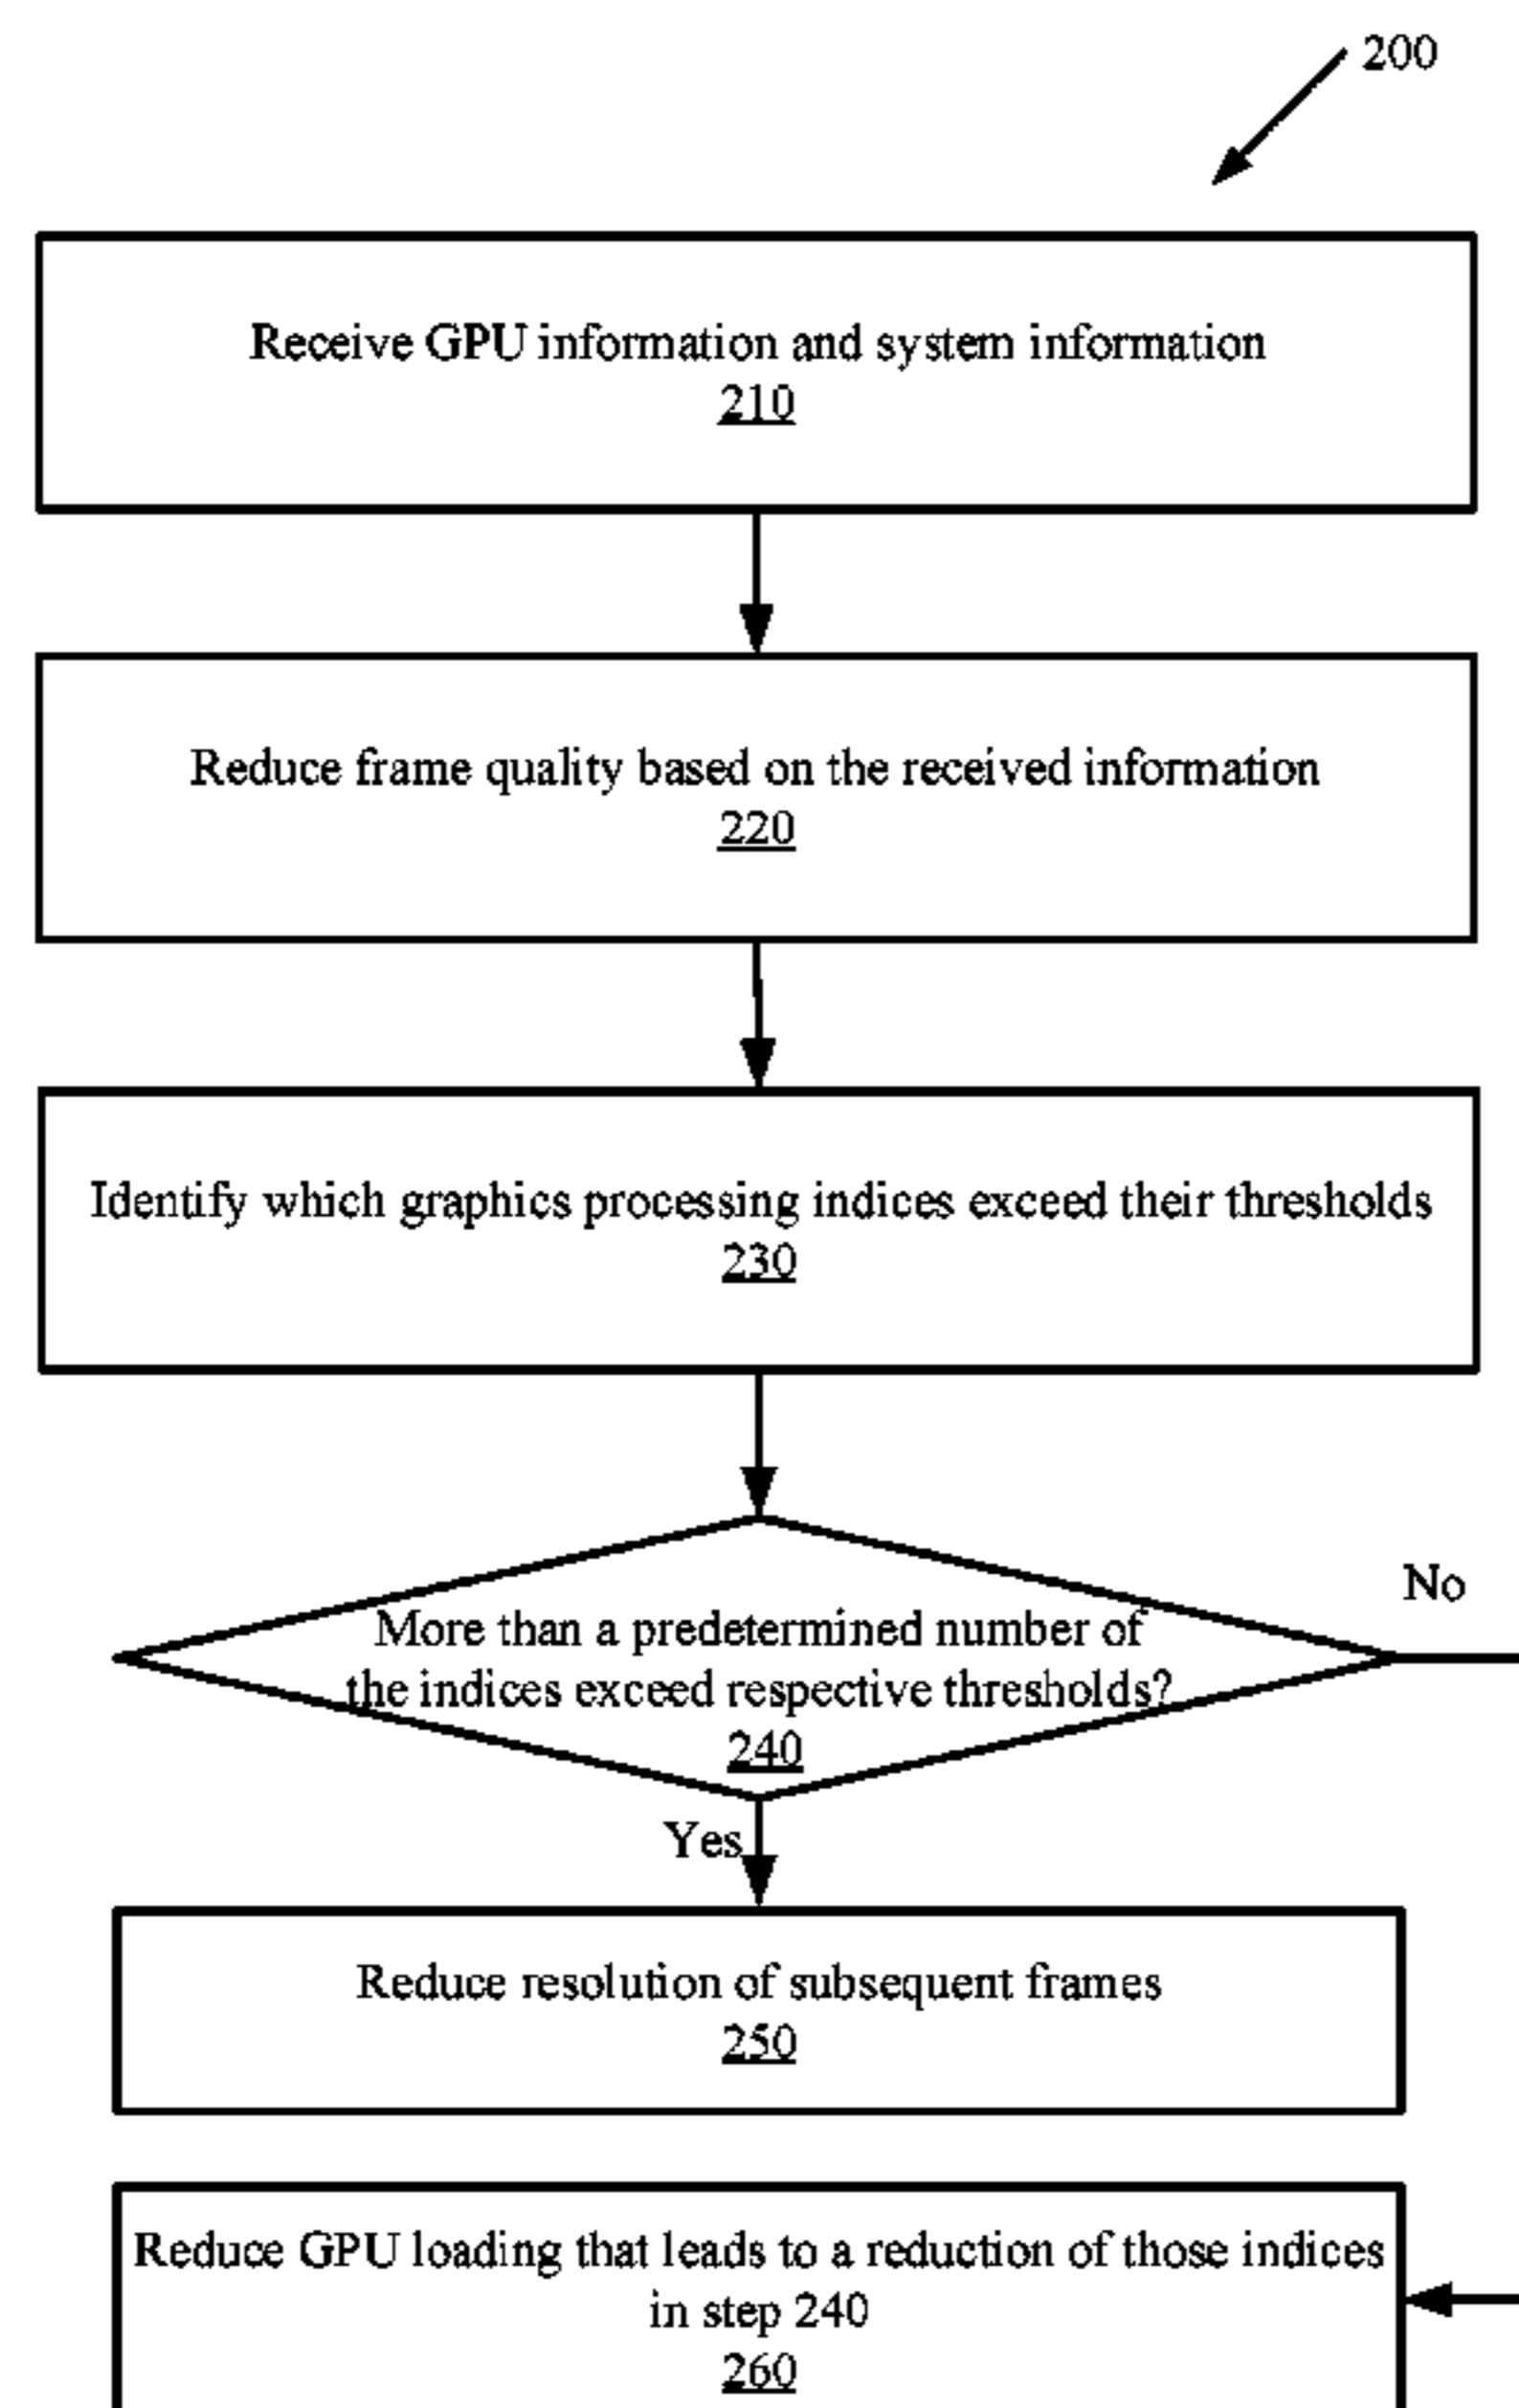 200
Receive GPU information and system information
210
Reduce frame quality based on the received information
220
Identify which graphics processing indices exceed their thresholds
230
More than a predetermined number of
the indices exceed respective thresholds?
240
No
Yes
Reduce resolution of subsequent frames
250
Reduce GPU loading that leads to a reduction of those indices
in step 240
260